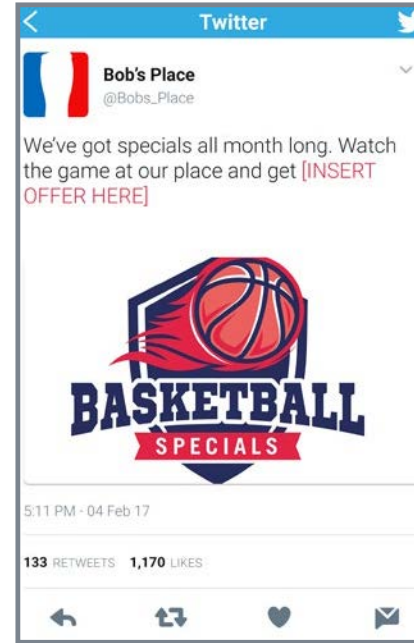 Twitter
Bob's Place
@Bobs_Place
We've got specials all month long. Watch
the game at our place and get [INSERT
OFFER HERE]
BASKETBALL
SPECIALS
5:11 PM - 04 Feb 17
133 RETWEETS 1,170 LIKES